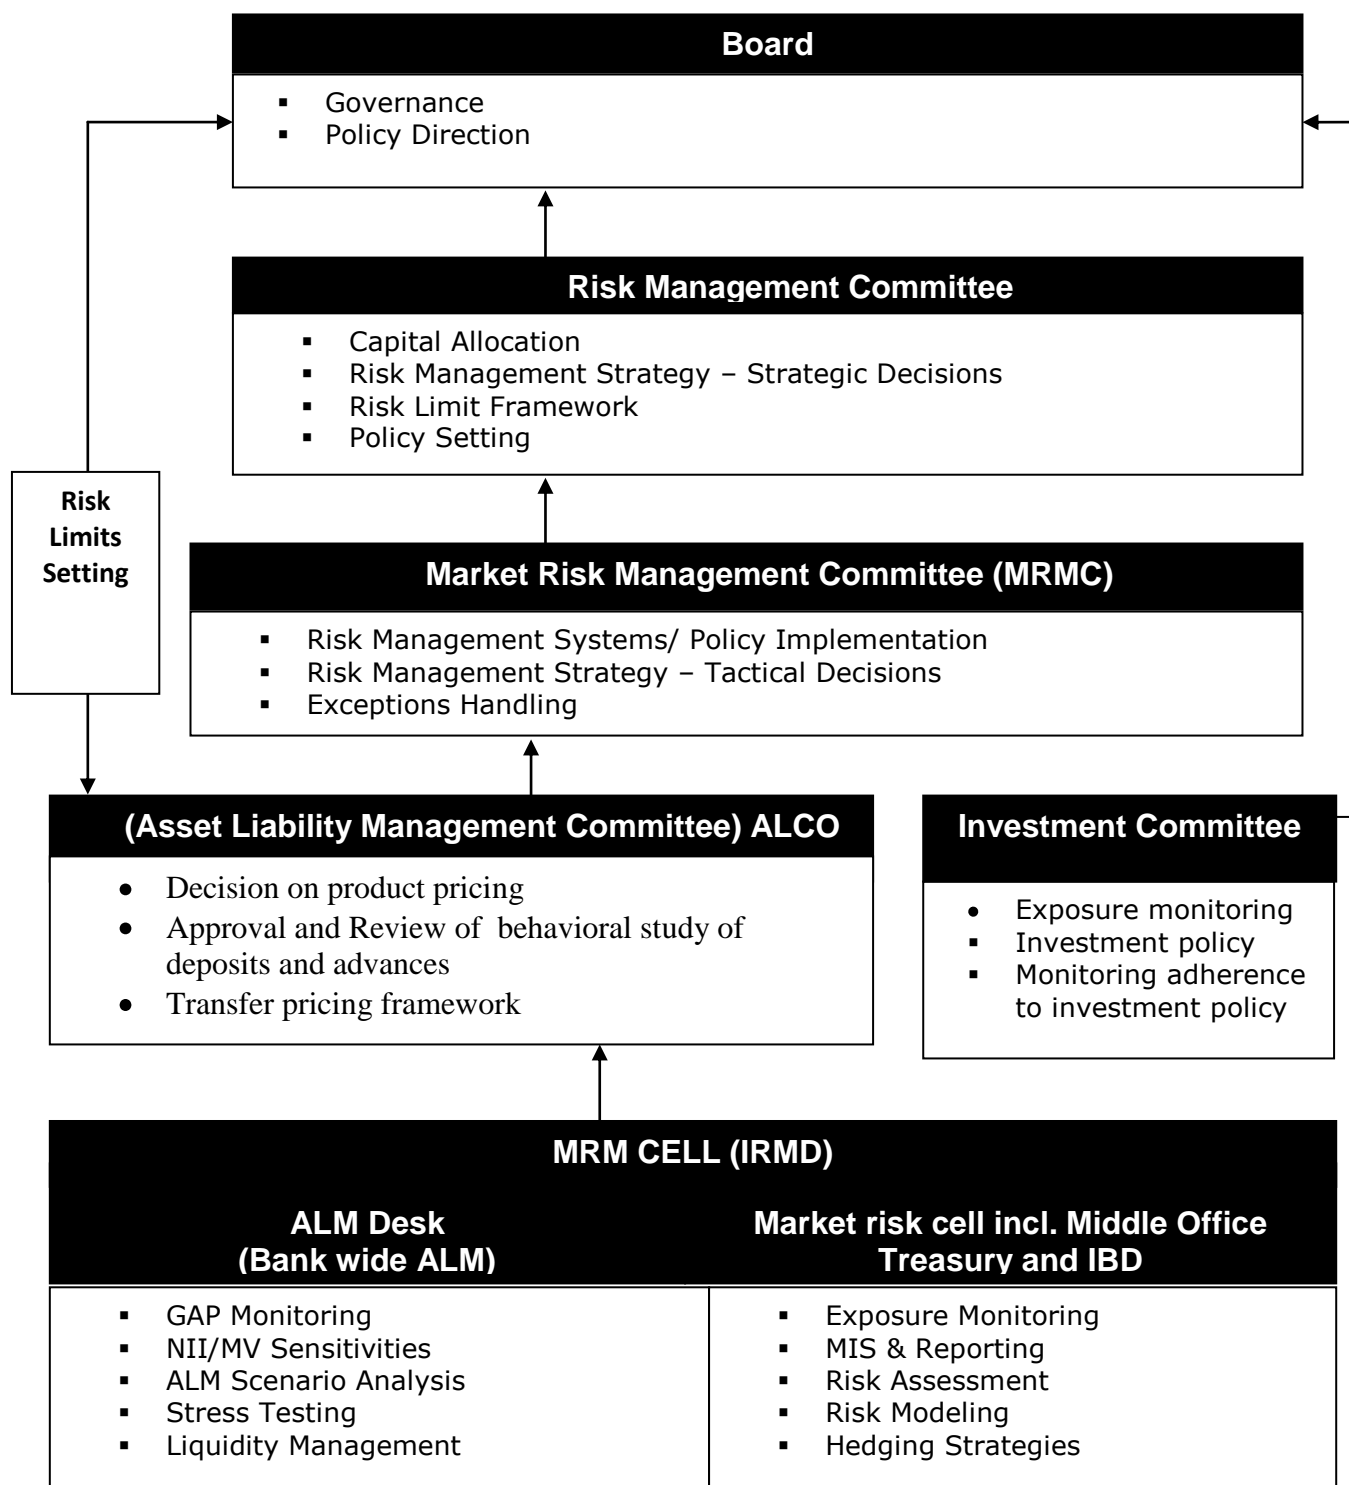 Board
▪ Governance
▪ Policy Direction
Risk Management Committee
▪ Capital Allocation
▪ Risk Management Strategy – Strategic Decisions
▪ Risk Limit Framework
▪ Policy Setting
Risk
Limits
Setting
Market Risk Management Committee (MRMC)
▪ Risk Management Systems/ Policy Implementation
▪ Risk Management Strategy – Tactical Decisions
▪ Exceptions Handling
(Asset Liability Management Committee) ALCO
● Decision on product pricing
● Approval and Review of behavioral study of
deposits and advances
● Transfer pricing framework
Investment Committee
● Exposure monitoring
▪ Investment policy
▪ Monitoring adherence
to investment policy
MRM CELL (IRMD)
ALM Desk
(Bank wide ALM)
▪ GAP Monitoring
▪ NII/MV Sensitivities
▪ ALM Scenario Analysis
▪ Stress Testing
▪ Liquidity Management
Market risk cell incl. Middle Office
Treasury and IBD
▪ Exposure Monitoring
▪ MIS & Reporting
▪ Risk Assessment
▪ Risk Modeling
▪ Hedging Strategies